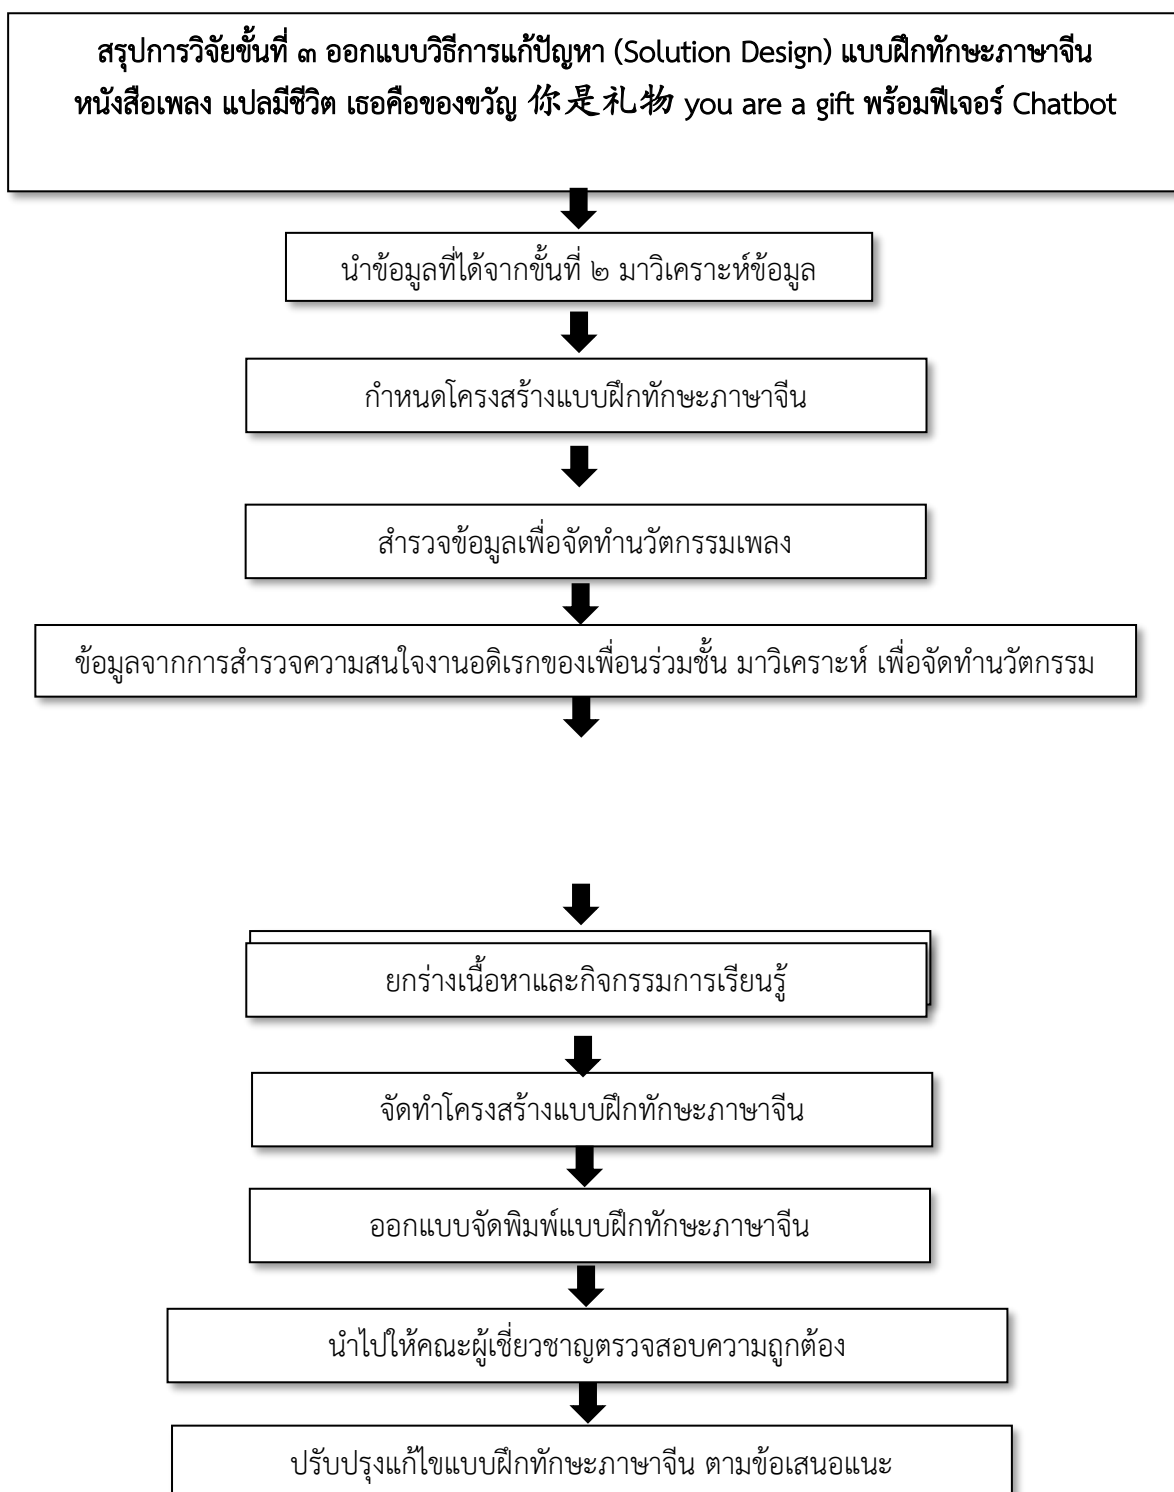 สรุปการวิจัยขั้นที่ ๓ ออกแบบวิธีการแก้ปัญหา (Solution Design) แบบฝึกทักษะภาษาจีน
หนังสือเพลง แปลมีชีวิต เธอคือของขวัญ 你是礼物 you are a gift พร้อมฟีเจอร์ Chatbot
นำข้อมูลที่ได้จากขั้นที่ ๒ มาวิเคราะห์ข้อมูล
กำหนดโครงสร้างแบบฝึกทักษะภาษาจีน
สำรวจข้อมูลเพื่อจัดทำนวัตกรรมเพลง
ข้อมูลจากการสำรวจความสนใจงานอดิเรกของเพื่อนร่วมชั้น มาวิเคราะห์ เพื่อจัดทำนวัตกรรม
ยกร่างเนื้อหาและกิจกรรมการเรียนรู้
จัดทำโครงสร้างแบบฝึกทักษะภาษาจีน
ออกแบบจัดพิมพ์แบบฝึกทักษะภาษาจีน
นำไปให้คณะผู้เชี่ยวชาญตรวจสอบความถูกต้อง
ปรับปรุงแก้ไขแบบฝึกทักษะภาษาจีน ตามข้อเสนอแนะ